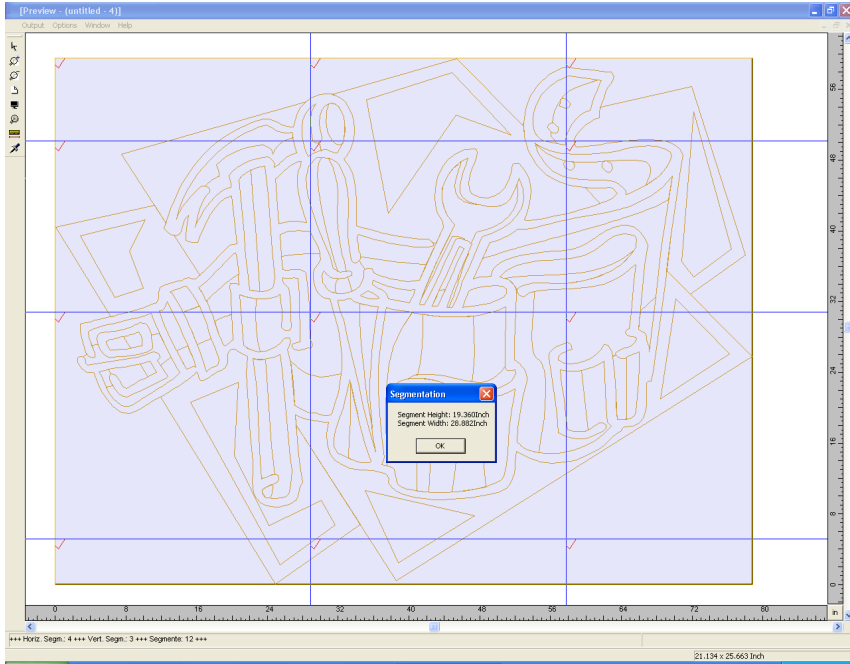 [Preview - (untitled - 4)]
Output Options Window Help
56
48
40
32
24
16
8
0
Segmentation
Segment Height: 19.360Inch
Segment Width: 28.882Inch
OK
0 8 16 24 32 40 48 56 64 72 80
in
+++ Horiz. Segm.: 4 +++ Vert. Segm.: 3 +++ Segmente: 12 +++
21.134 x 25.663 Inch